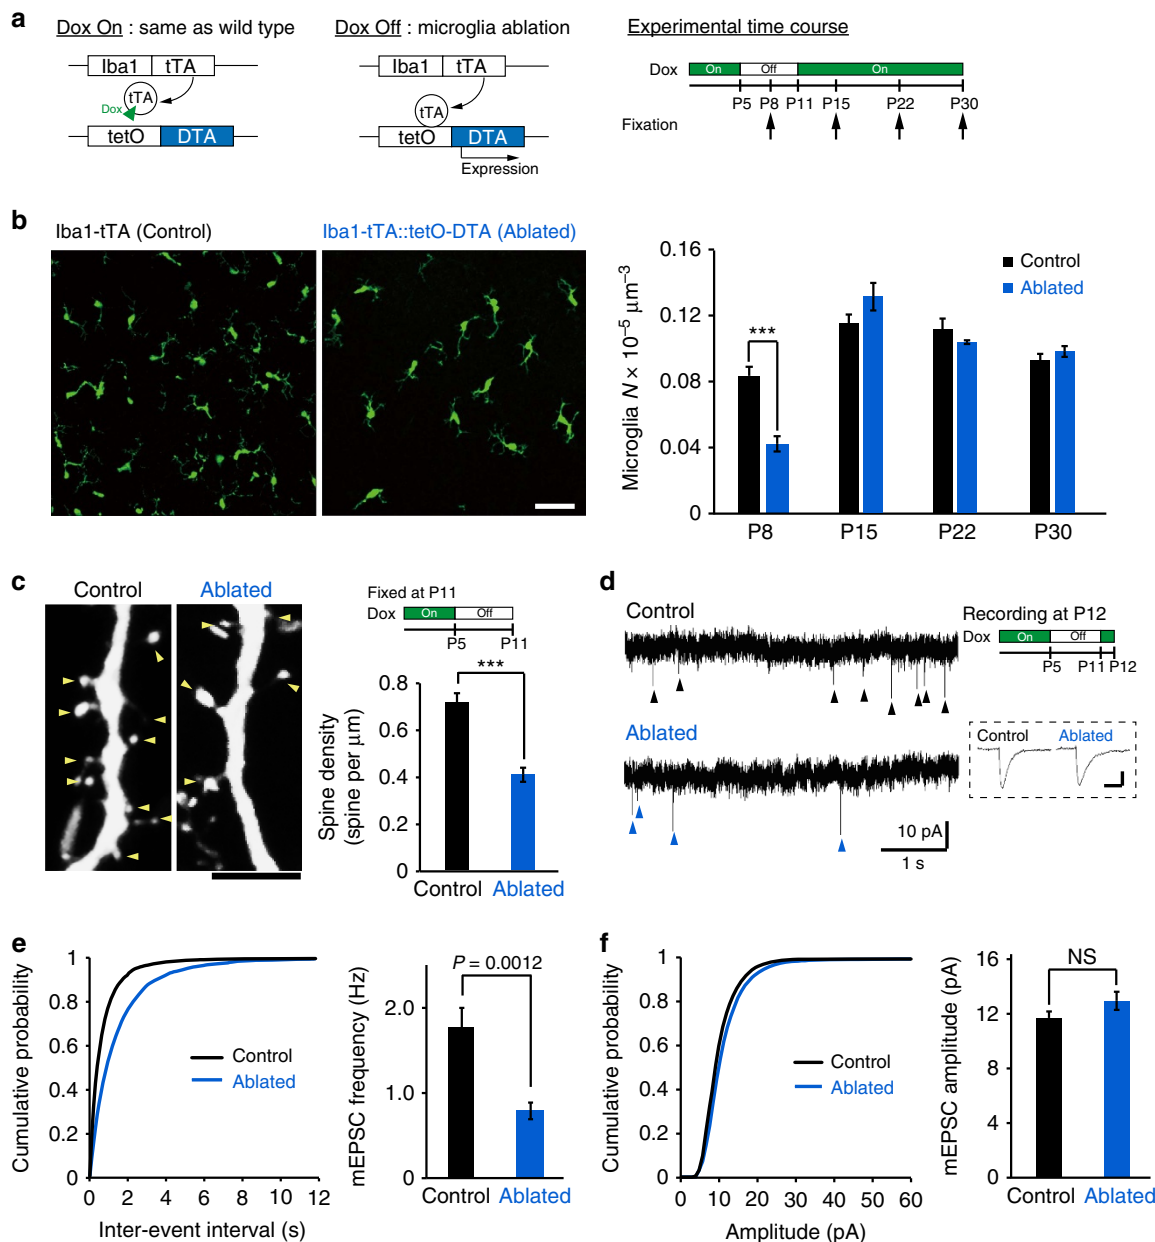 a
Dox On : same as wild type
Iba1 tTA
tTA
Dox
tetO DTA
Dox Off : microglia ablation
Iba1 tTA
tTA
tetO DTA
Expression
Experimental time course
Dox On Off On
P5 P8 P11 P15 P22 P30
Fixation
b
Iba1-tTA (Control)
Iba1-tTA::tetO-DTA (Ablated)
Microglia N × 10⁻⁵ μm⁻³
0.16
0.12
0.08
0.04
0
***
Control
Ablated
P8 P15 P22 P30
c
Control Ablated
Fixed at P11
Dox On Off
P5 P11
Spine density
(spine per μm)
0.8
0.6
0.4
0.2
0
***
Control Ablated
d
Control
Ablated
10 pA
1 s
Recording at P12
Dox On Off
P5 P11 P12
Control Ablated
e
Cumulative probability
1
0.8
0.6
0.4
0.2
0
Control
Ablated
0 2 4 6 8 10 12
Inter-event interval (s)
mEPSC frequency (Hz)
2.0
1.0
0
P = 0.0012
Control Ablated
f
Cumulative probability
1
0.8
0.6
0.4
0.2
0
Control
Ablated
0 10 20 30 40 50 60
Amplitude (pA)
mEPSC amplitude (pA)
16
12
8
4
0
NS
Control Ablated